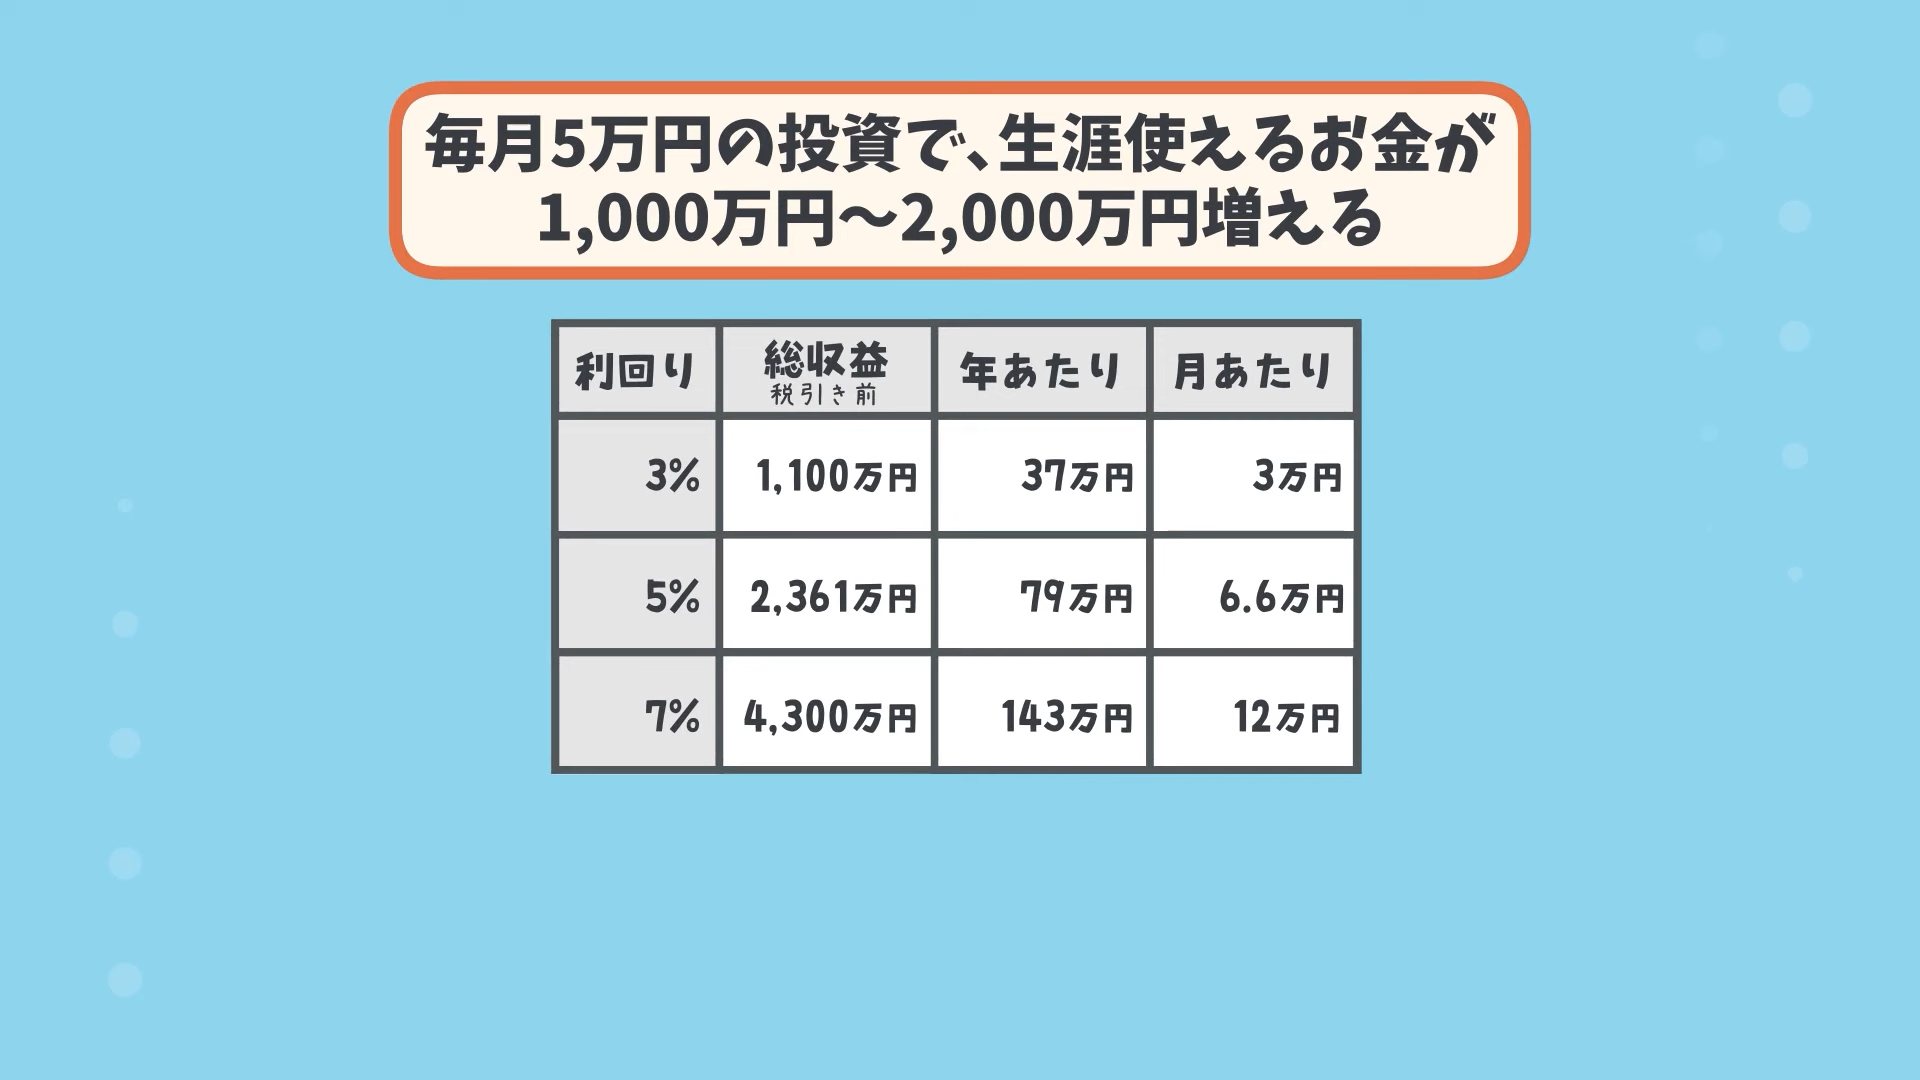 毎月5万円の投資で、生涯使えるお金が
1,000万円～2,000万円増える
利回り 総収益 年あたり 月あたり
税引き前
3% 1,100万円 37万円 3万円
5% 2,361万円 79万円 6.6万円
7% 4,300万円 143万円 12万円